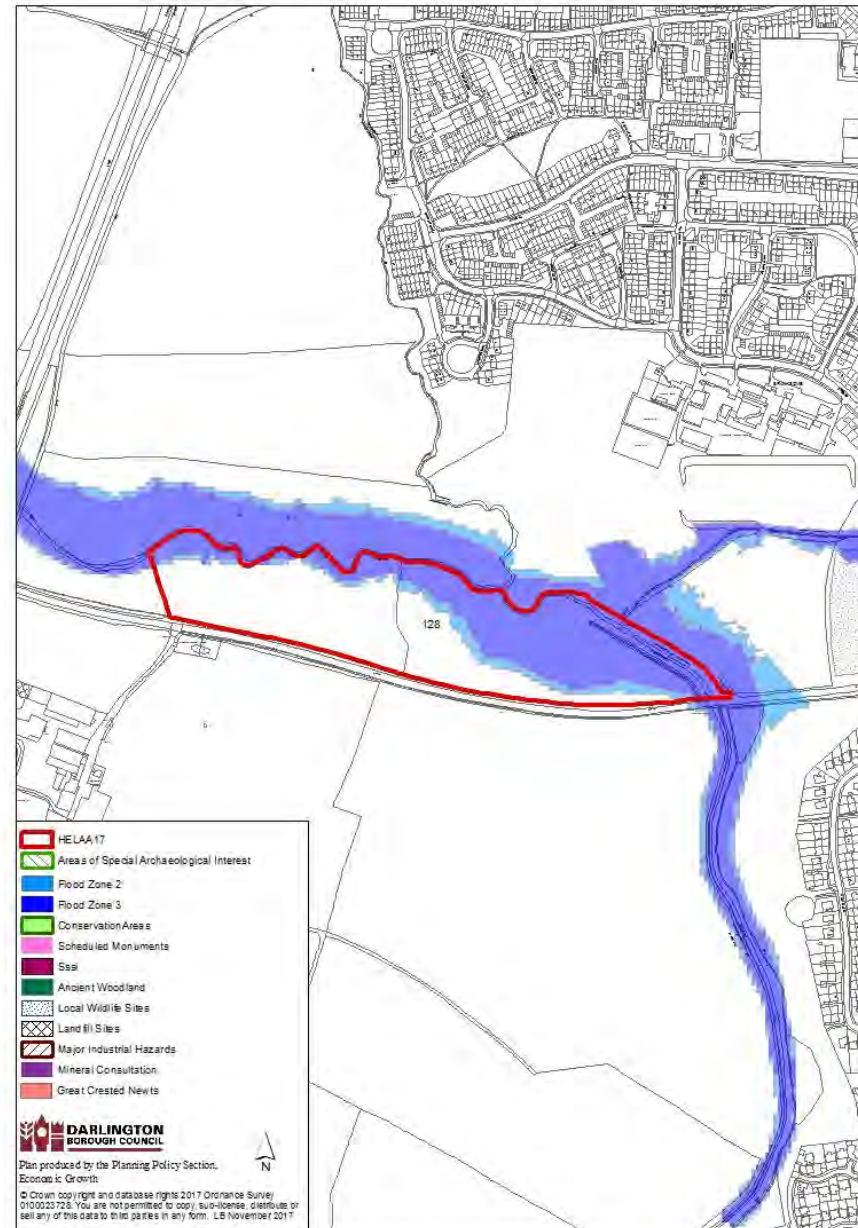 128
HELAA17
Areas of Special Archaeological Interest
Flood Zone 2
Flood Zone 3
Conservation Areas
Scheduled Monuments
Sssi
Ancient Woodland
Local Wildlife Sites
Landfill Sites
Major Industrial Hazards
Mineral Consultation
Great Crested Newts
DARLINGTON
BOROUGH COUNCIL
N
Plan produced by the Planning Policy Section,
Economic Growth
© Crown copyright and database rights 2017 Ordnance Survey
0100023728. You are not permitted to copy, sub-license, distribute or
sell any of this data to third parties in any form. LB November 2017